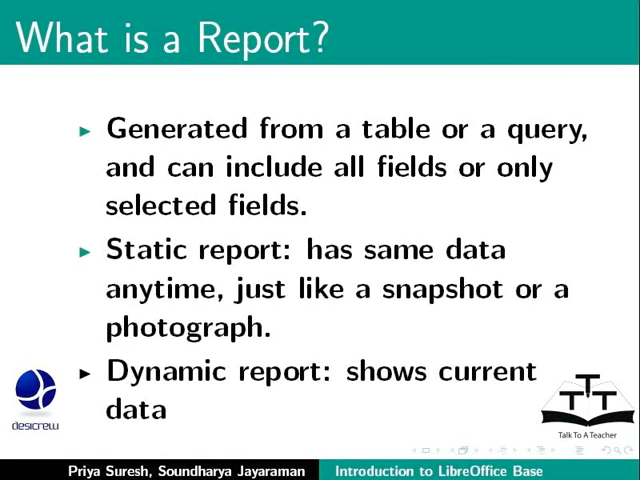 What is a Report?
Generated from a table or a query,
and can include all fields or only
selected fields.
Static report: has same data
anytime, just like a snapshot or a
photograph.
Dynamic report: shows current
data
desicrew
TTT
Talk To A Teacher
Priya Suresh, Soundharya Jayaraman
Introduction to LibreOffice Base